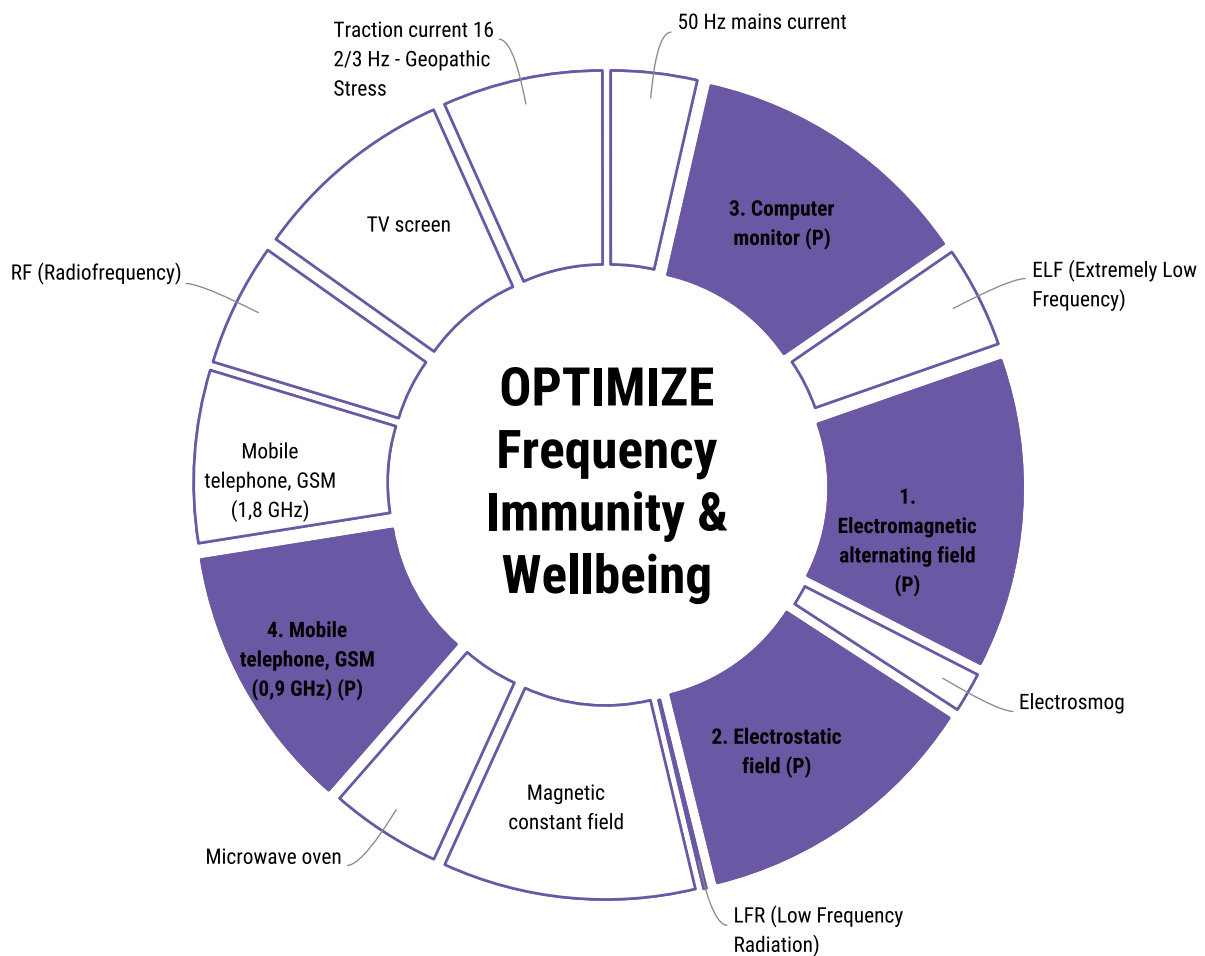 Traction current 16
2/3 Hz - Geopathic
Stress
50 Hz mains current
3. Computer
monitor (P)
ELF (Extremely Low
Frequency)
1.
Electromagnetic
alternating field
(P)
Electrosmog
2. Electrostatic
field (P)
LFR (Low Frequency
Radiation)
Magnetic
constant field
Microwave oven
4. Mobile
telephone, GSM
(0,9 GHz) (P)
Mobile
telephone, GSM
(1,8 GHz)
RF (Radiofrequency)
TV screen
OPTIMIZE
Frequency
Immunity &
Wellbeing